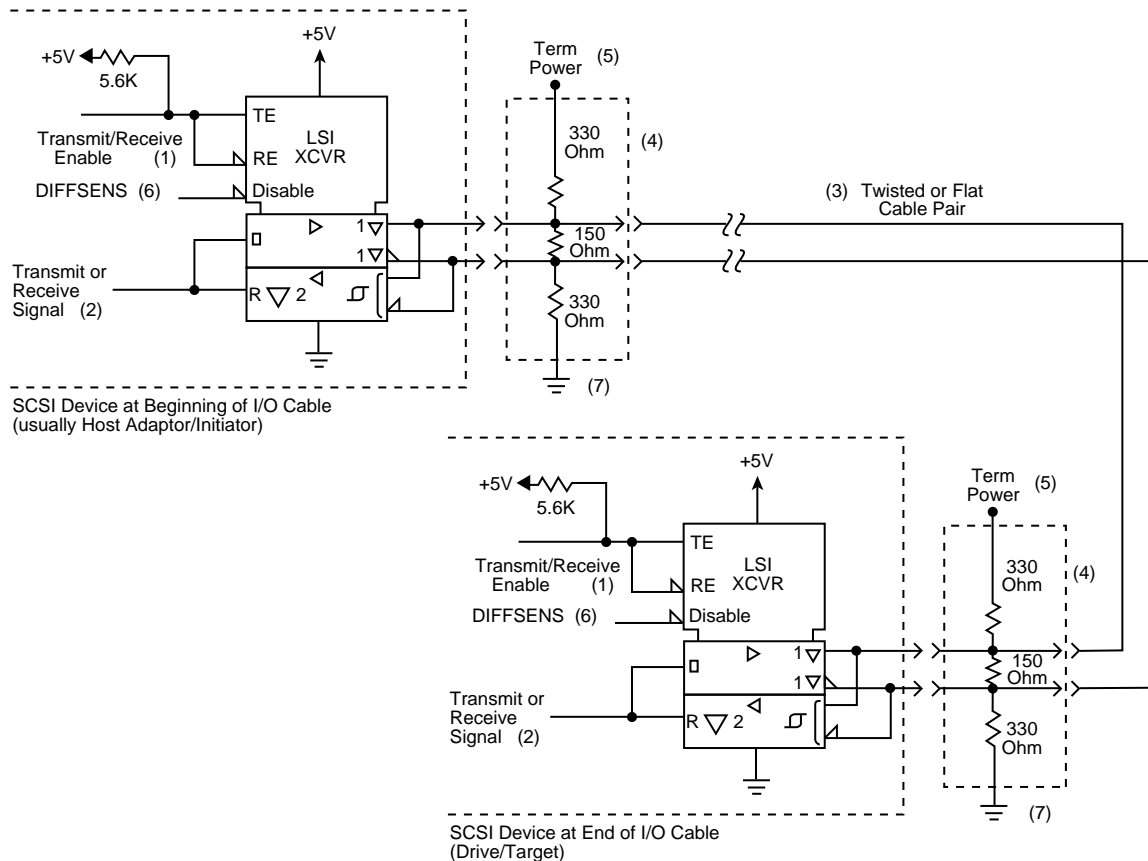 +5V
+5V
5.6K
TE
LSI
XCVR
Transmit/Receive
Enable (1)
RE
DIFFSENS (6)
Disable
1
1
Transmit or
Receive
Signal (2)
R
2
Term
Power (5)
330
Ohm
(4)
150
Ohm
330
Ohm
(7)
(3) Twisted or Flat
Cable Pair
SCSI Device at Beginning of I/O Cable
(usually Host Adaptor/Initiator)
+5V
+5V
5.6K
TE
LSI
XCVR
Transmit/Receive
Enable (1)
RE
DIFFSENS (6)
Disable
1
1
Transmit or
Receive
Signal (2)
R
2
Term
Power (5)
330
Ohm
(4)
150
Ohm
330
Ohm
(7)
SCSI Device at End of I/O Cable
(Drive/Target)